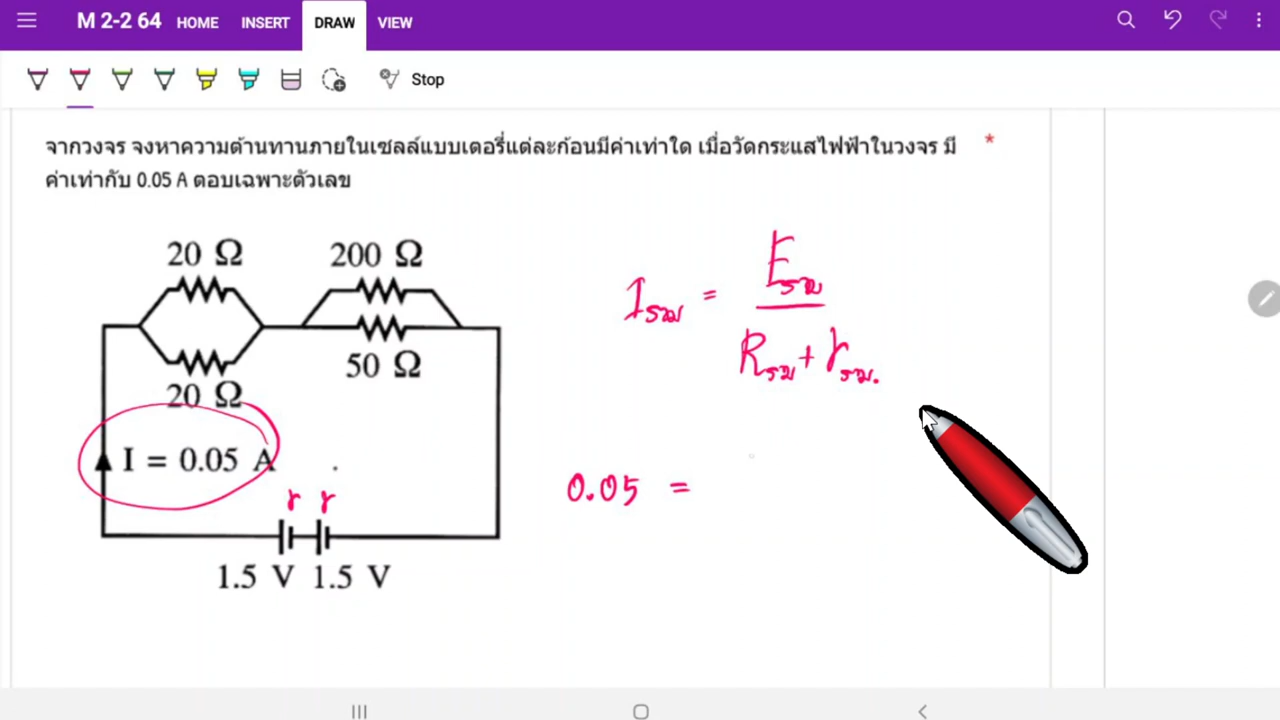 M 2-2 64 HOME INSERT DRAW VIEW
Stop
จากวงจร จงหาความต้านทานภายในเซลล์แบบเตอรี่แต่ละก้อนมีค่าเท่าใด เมื่อวัดกระแสไฟฟ้าในวงจร มี *
ค่าเท่ากับ 0.05 A ตอบเฉพาะตัวเลข
20 Ω 200 Ω
20 Ω 50 Ω
I = 0.05 A
r r
1.5 V 1.5 V
Iรวม = Eรวม
Rรวม + rรวม.
0.05 =